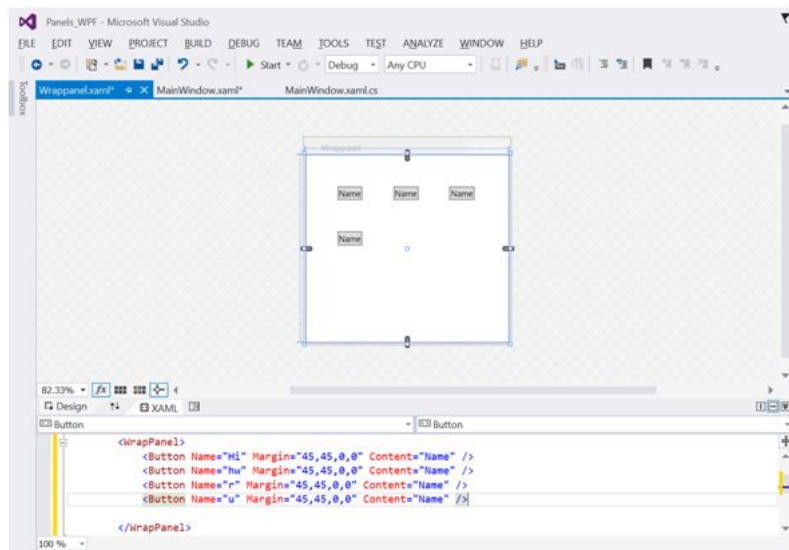 Panels_WPF - Microsoft Visual Studio
FILE EDIT VIEW PROJECT BUILD DEBUG TEAM TOOLS TEST ANALYZE WINDOW HELP
Start Debug Any CPU
Toolbox
Wrappanel.xaml* MainWindow.xaml* MainWindow.xaml.cs
Wrappanel
Name Name Name
Name
82.33% fx
Design XAML
Button Button
<WrapPanel>
<Button Name="Hi" Margin="45,45,0,0" Content="Name" />
<Button Name="hw" Margin="45,45,0,0" Content="Name" />
<Button Name="r" Margin="45,45,0,0" Content="Name" />
<Button Name="u" Margin="45,45,0,0" Content="Name" />
</WrapPanel>
100 %